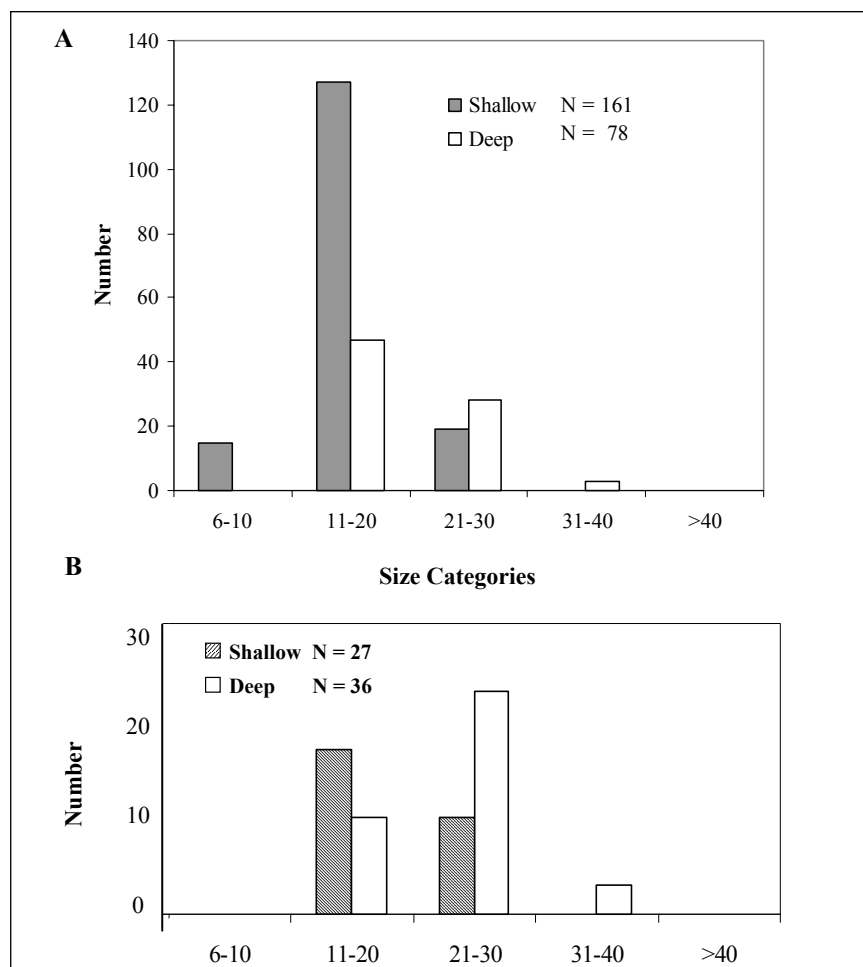 A
140
120
100
80
60
40
20
0
Number
Shallow N = 161
Deep N = 78
6-10 11-20 21-30 31-40 >40
Size Categories
B
30
20
10
0
Number
Shallow N = 27
Deep N = 36
6-10 11-20 21-30 31-40 >40